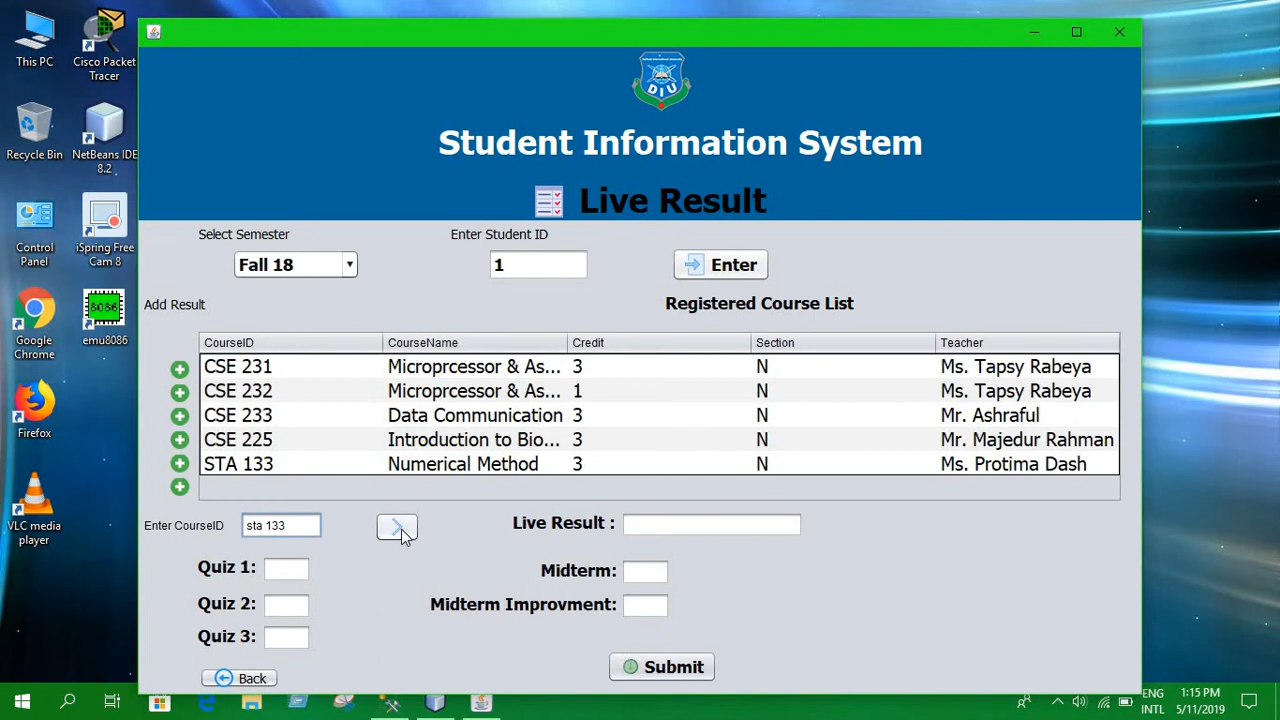 This PC
Cisco Packet
Tracer
Recycle Bin
NetBeans IDE
8.2
Control
Panel
iSpring Free
Cam 8
Google
Chrome
emu8086
8086
Firefox
VLC media
player
DIU
Student Information System
Live Result
Select Semester
Enter Student ID
Fall 18
1
Enter
Add Result
Registered Course List
CourseID CourseName Credit Section Teacher
CSE 231 Microprcessor & As... 3 N Ms. Tapsy Rabeya
CSE 232 Microprcessor & As... 1 N Ms. Tapsy Rabeya
CSE 233 Data Communication 3 N Mr. Ashraful
CSE 225 Introduction to Bio... 3 N Mr. Majedur Rahman
STA 133 Numerical Method 3 N Ms. Protima Dash
Enter CourseID sta 133 Live Result :
Quiz 1: Midterm:
Quiz 2: Midterm Improvment:
Quiz 3:
Back
Submit
ENG
INTL
1:15 PM
5/11/2019